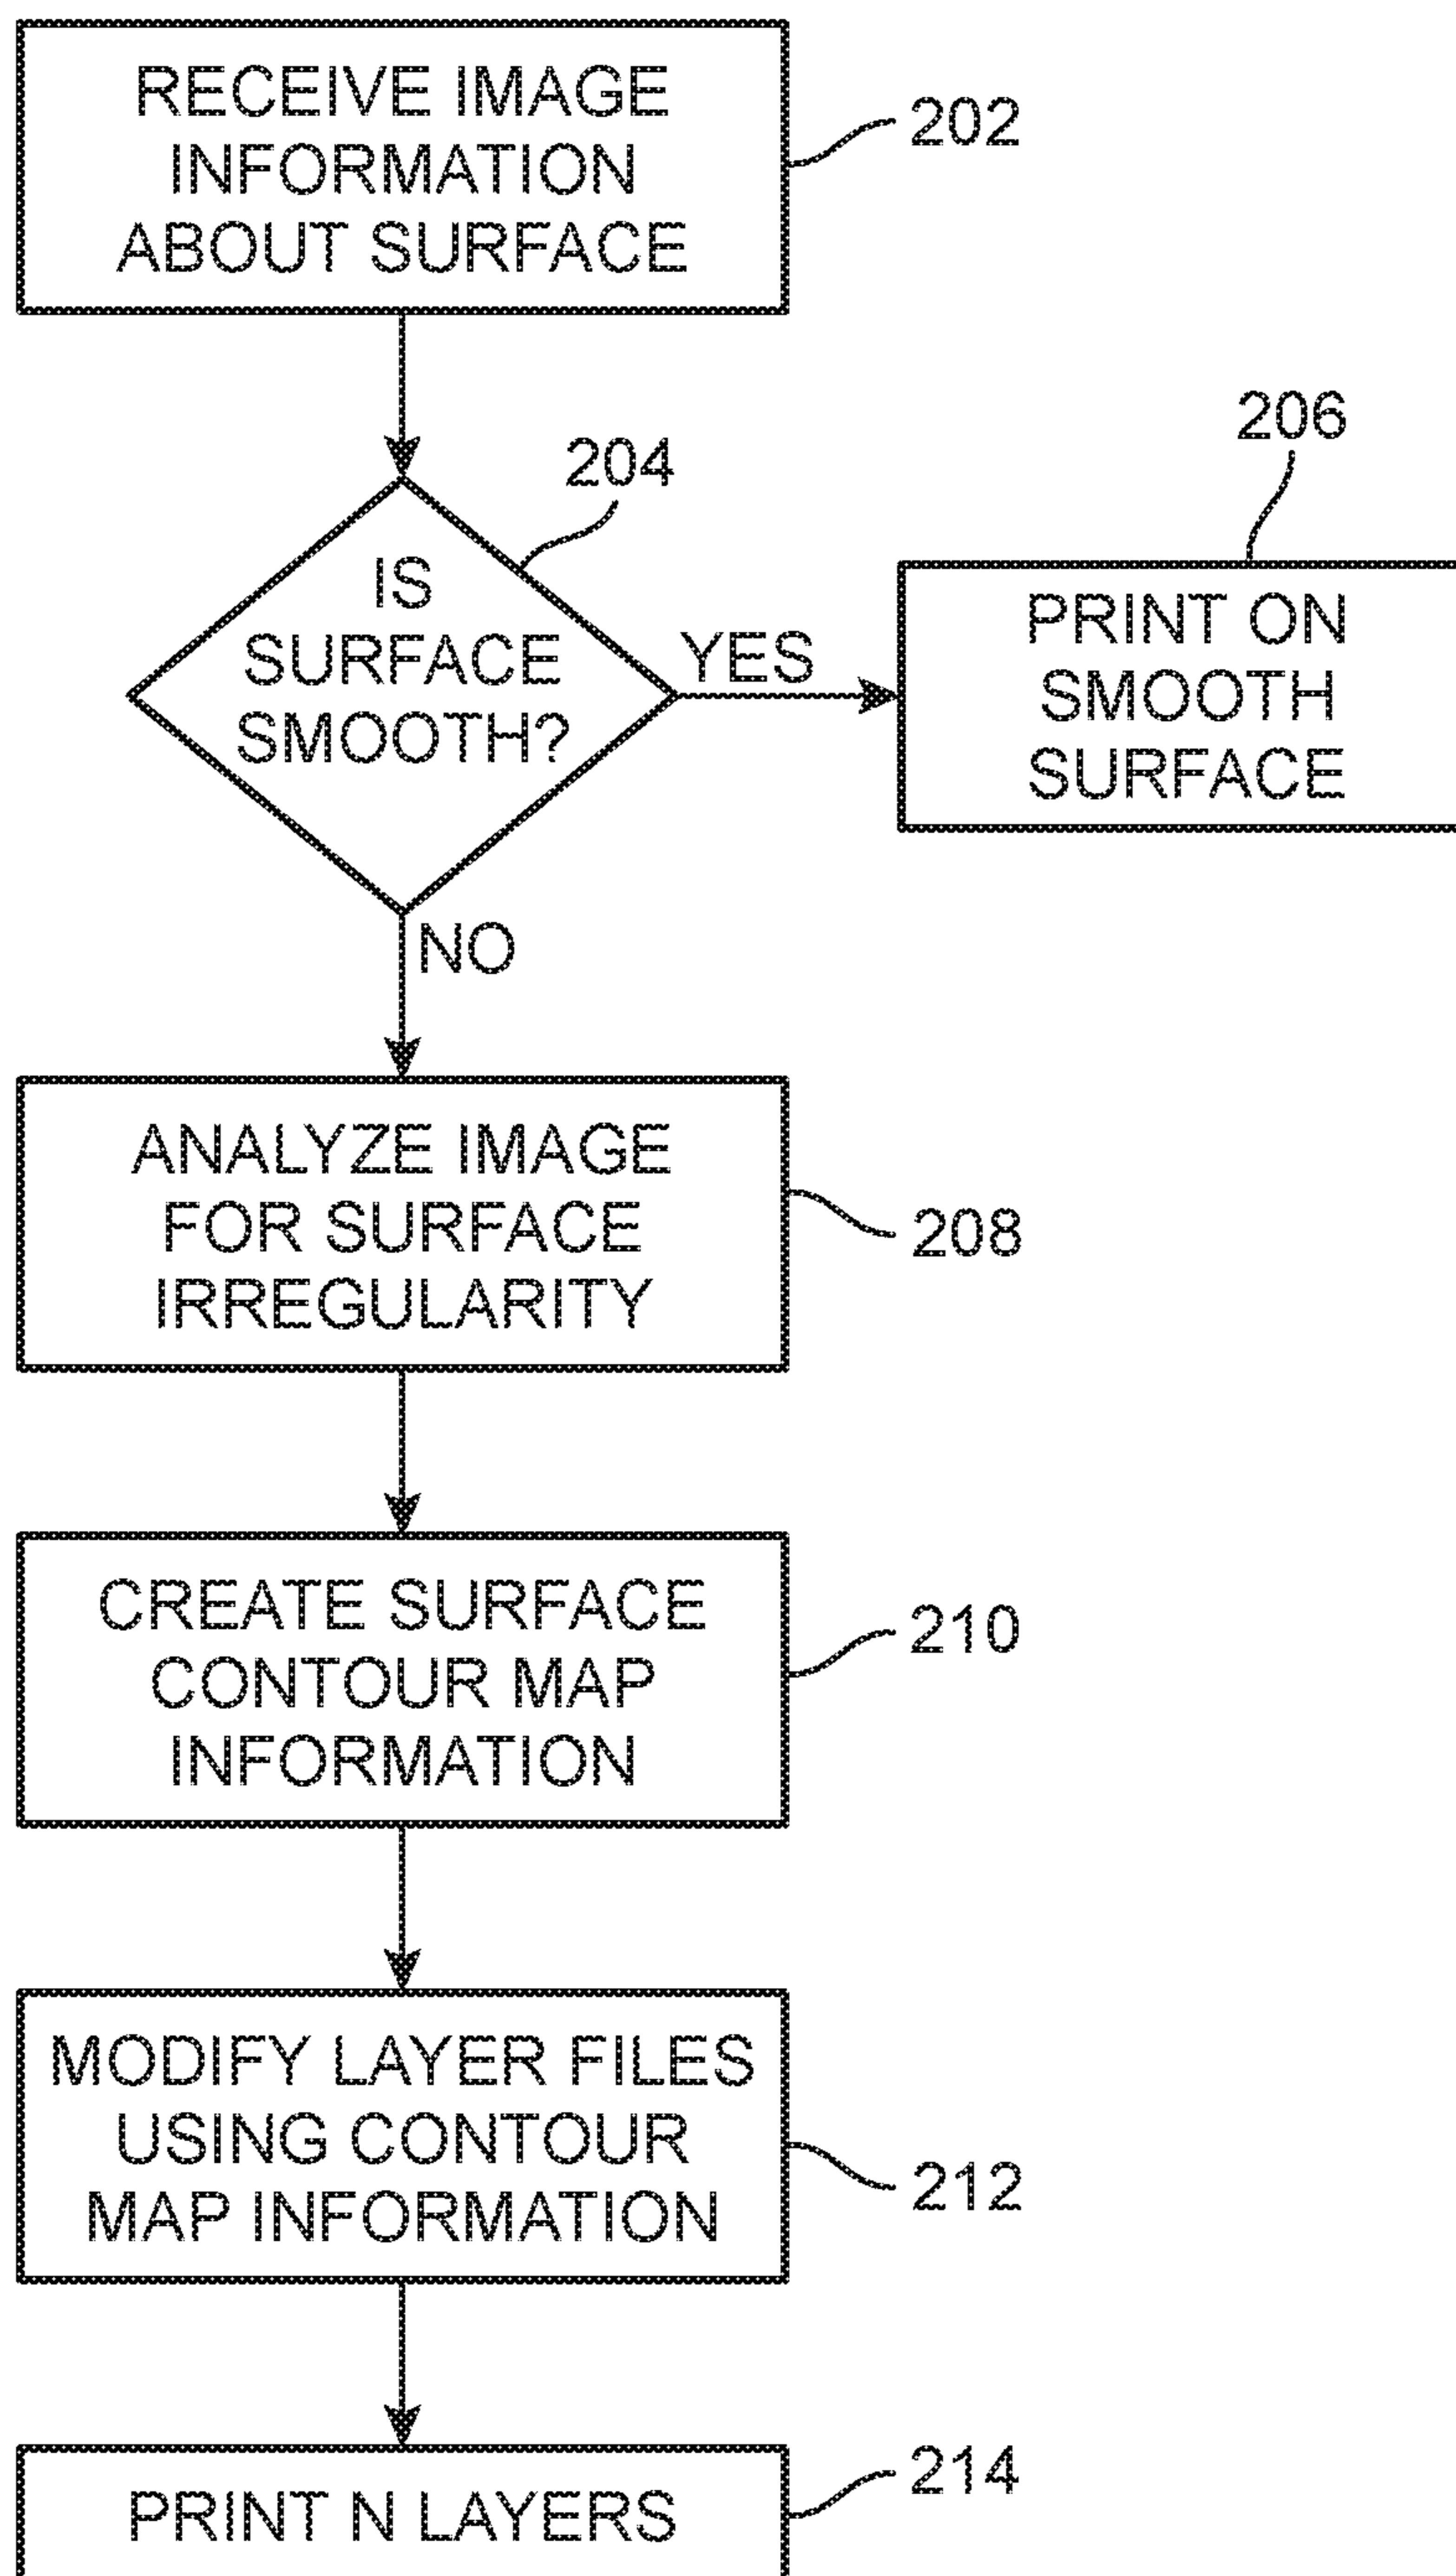 RECEIVE IMAGE
INFORMATION
ABOUT SURFACE
202
204
IS
SURFACE
SMOOTH?
YES
206
PRINT ON
SMOOTH
SURFACE
NO
ANALYZE IMAGE
FOR SURFACE
IRREGULARITY
208
CREATE SURFACE
CONTOUR MAP
INFORMATION
210
MODIFY LAYER FILES
USING CONTOUR
MAP INFORMATION
212
PRINT N LAYERS
214